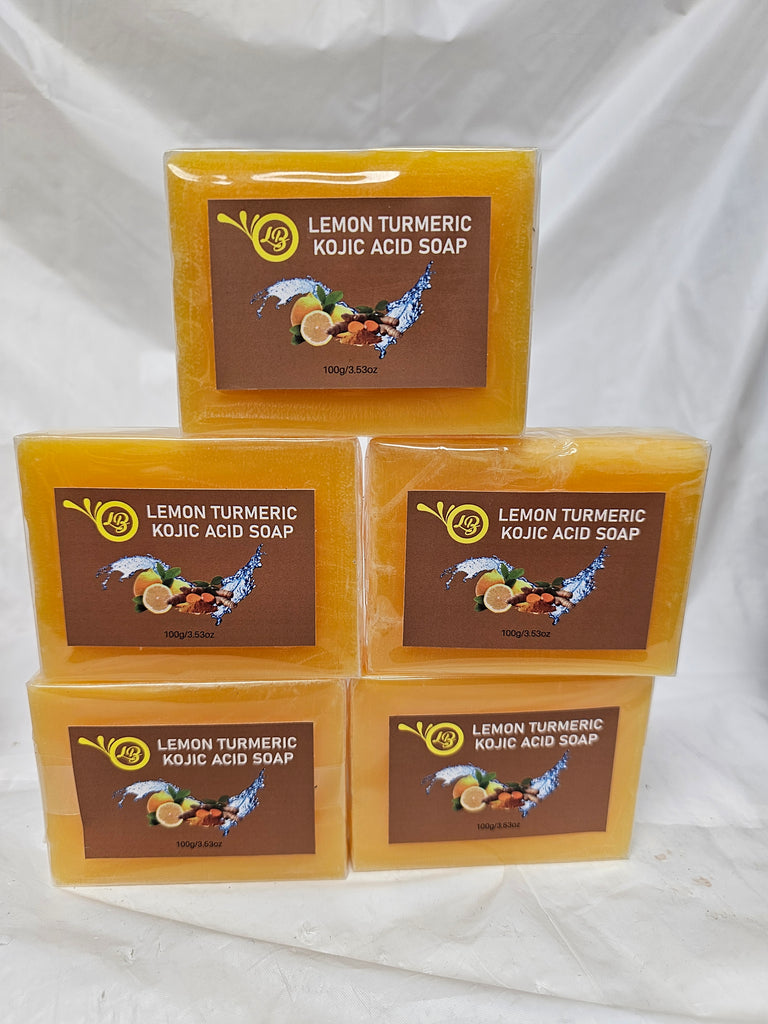 LB
LEMON TURMERIC
KOJIC ACID SOAP
100g/3.53oz
LB
LEMON TURMERIC
KOJIC ACID SOAP
100g/3.53oz
LB
LEMON TURMERIC
KOJIC ACID SOAP
100g/3.53oz
LB
LEMON TURMERIC
KOJIC ACID SOAP
100g/3.53oz
LB
LEMON TURMERIC
KOJIC ACID SOAP
100g/3.53oz